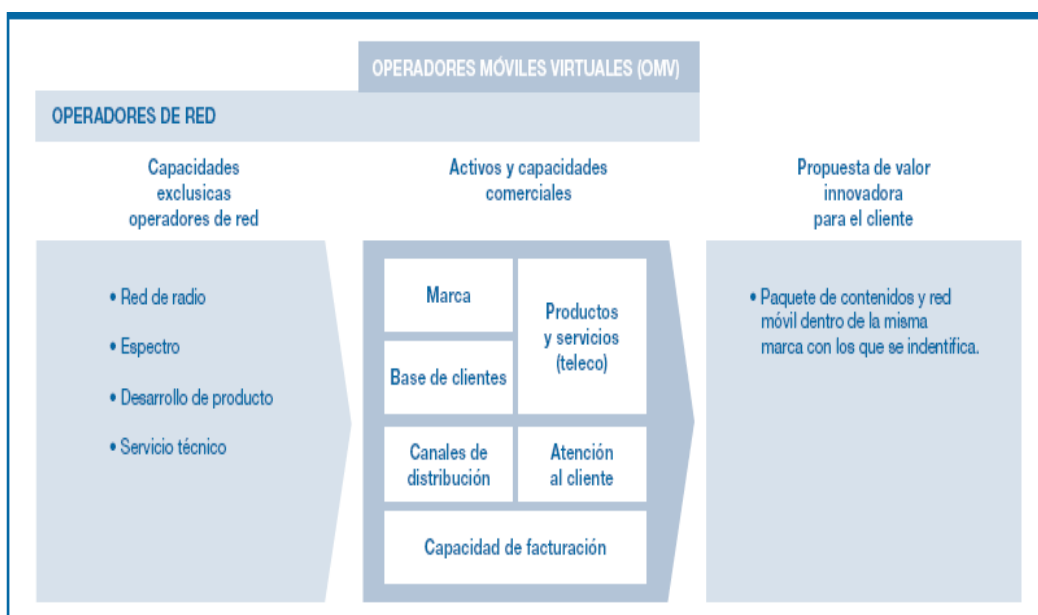 OPERADORES MÓVILES VIRTUALES (OMV)
OPERADORES DE RED
Capacidades
exclusicas
operadores de red
Activos y capacidades
comerciales
Propuesta de valor
innovadora
para el cliente
• Red de radio
• Espectro
• Desarrollo de producto
• Servicio técnico
Marca
Base de clientes
Productos
y servicios
(teleco)
Canales de
distribución
Atención
al cliente
Capacidad de facturación
• Paquete de contenidos y red
móvil dentro de la misma
marca con los que se indentífica.